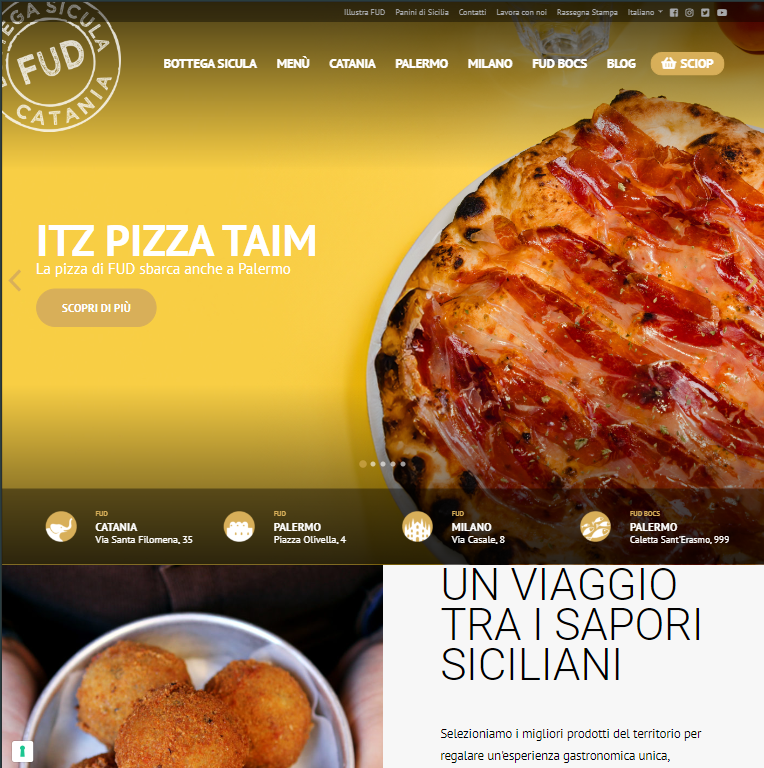 Illustra FUD Panini di Sicilia Contatti Lavora con noi Rassegna Stampa Italiano
BOTTEGA SICULA
FUD
CATANIA
BOTTEGA SICULA MENÙ CATANIA PALERMO MILANO FUD BOCS BLOG SCIOP
ITZ PIZZA TAIM
La pizza di FUD sbarca anche a Palermo
SCOPRI DI PIÙ
FUD
CATANIA
Via Santa Filomena, 35
FUD
PALERMO
Piazza Olivella, 4
FUD
MILANO
Via Casale, 8
FUD BOCS
PALERMO
Caletta Sant'Erasmo, 999
UN VIAGGIO
TRA I SAPORI
SICILIANI
Selezioniamo i migliori prodotti del territorio per
regalare un'esperienza gastronomica unica,